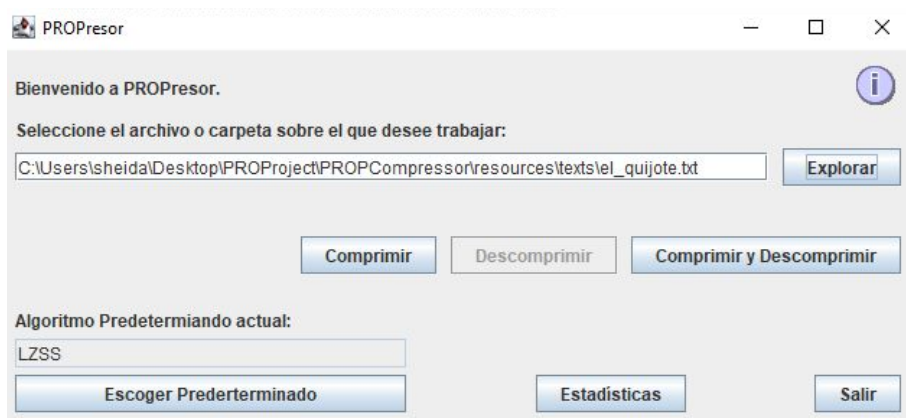 PROPresor
Bienvenido a PROPresor.
Seleccione el archivo o carpeta sobre el que desee trabajar:
C:\Users\sheida\Desktop\PROProject\PROPCompressor\resources\texts\el_quijote.txt Explorar
Comprimir Descomprimir Comprimir y Descomprimir
Algoritmo Predetermiando actual:
LZSS
Escoger Prederterminado Estadísticas Salir